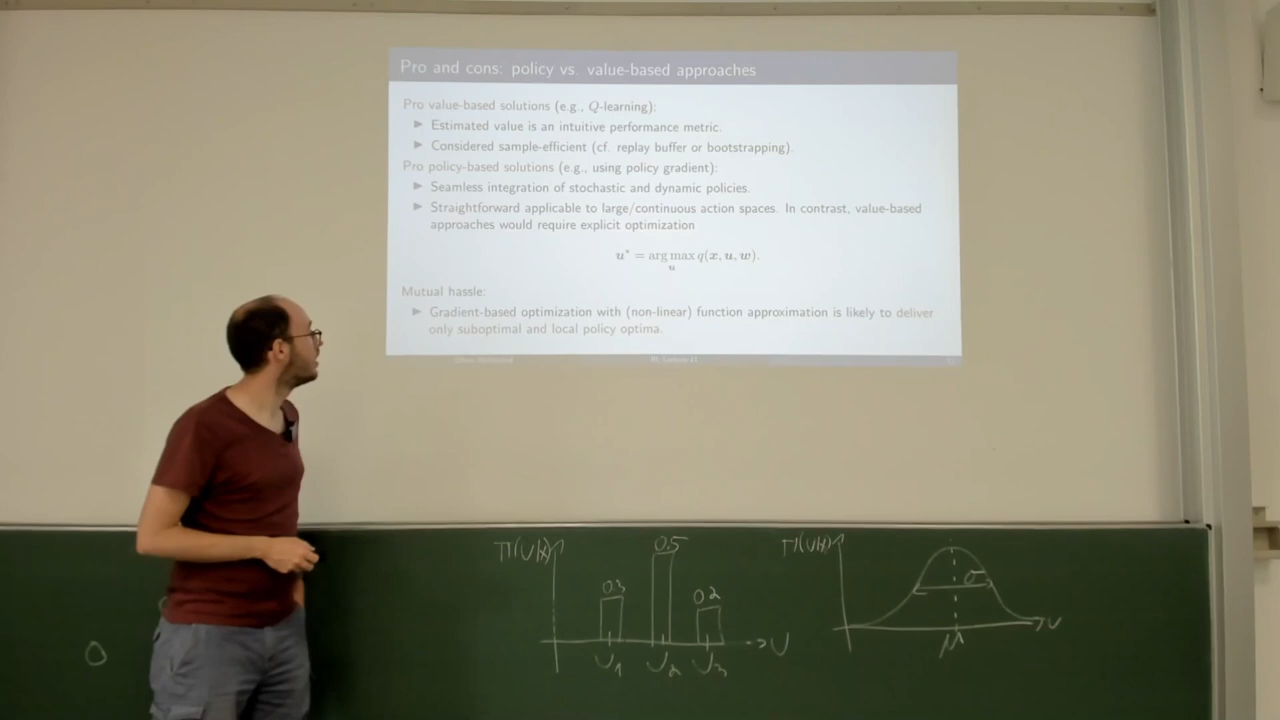 Pro and cons: policy vs. value-based approaches
Pro value-based solutions (e.g., Q-learning):
▶ Estimated value is an intuitive performance metric.
▶ Considered sample-efficient (cf. replay buffer or bootstrapping).
Pro policy-based solutions (e.g., using policy gradient):
▶ Seamless integration of stochastic and dynamic policies.
▶ Straightforward applicable to large/continuous action spaces. In contrast, value-based
approaches would require explicit optimization
u* = arg max q(x, u, w).
u
Mutual hassle:
▶ Gradient-based optimization with (non-linear) function approximation is likely to deliver
only suboptimal and local policy optima.
π(U|x) 0.3 0.5 0.2 U
U₁ U₂ U₃
π(U|x) σ U
μ